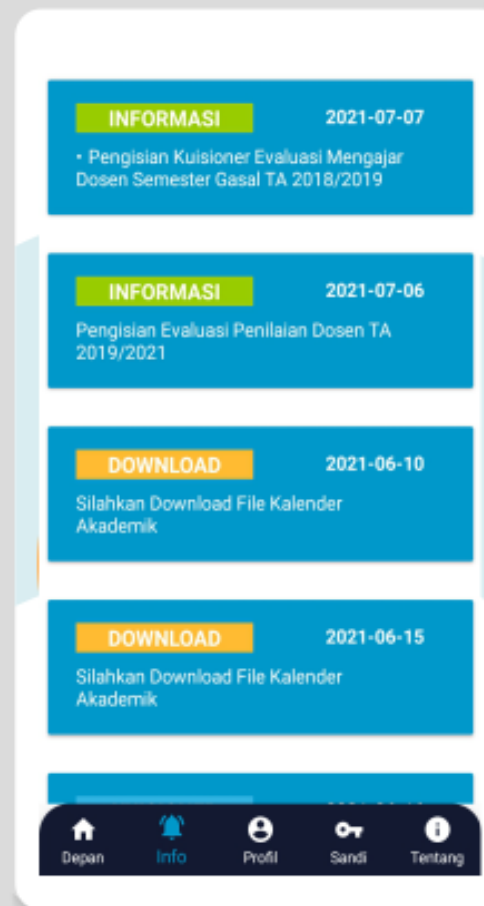 INFORMASI 2021-07-07
• Pengisian Kuisioner Evaluasi Mengajar
Dosen Semester Gasal TA 2018/2019
INFORMASI 2021-07-06
Pengisian Evaluasi Penilaian Dosen TA
2019/2021
DOWNLOAD 2021-06-10
Silahkan Download File Kalender
Akademik
DOWNLOAD 2021-06-15
Silahkan Download File Kalender
Akademik
Depan Info Profil Sandi Tentang